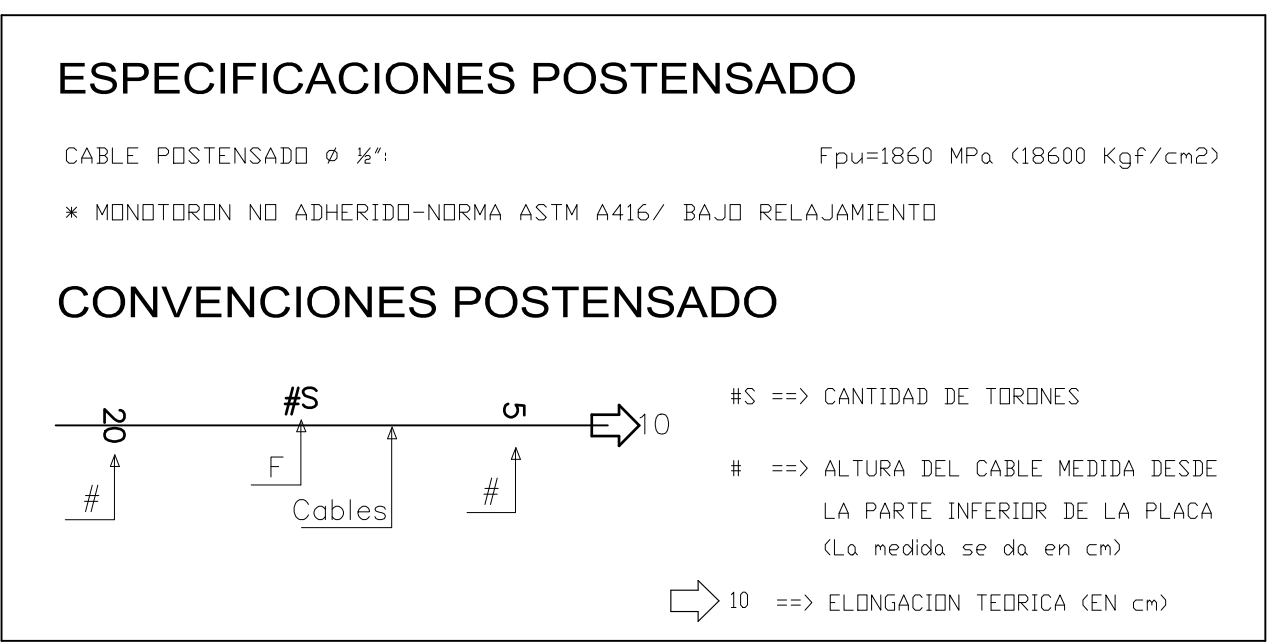 ESPECIFICACIONES POSTENSADO
CABLE POSTENSADO Ø ½": Fpu=1860 MPa (18600 Kgf/cm2)
* MONOTORON NO ADHERIDO-NORMA ASTM A416/ BAJO RELAJAMIENTO
CONVENCIONES POSTENSADO
20 #S 5 10
# F Cables #
#S ==> CANTIDAD DE TORONES
# ==> ALTURA DEL CABLE MEDIDA DESDE
LA PARTE INFERIOR DE LA PLACA
(La medida se da en cm)
10 ==> ELONGACION TEORICA (EN cm)